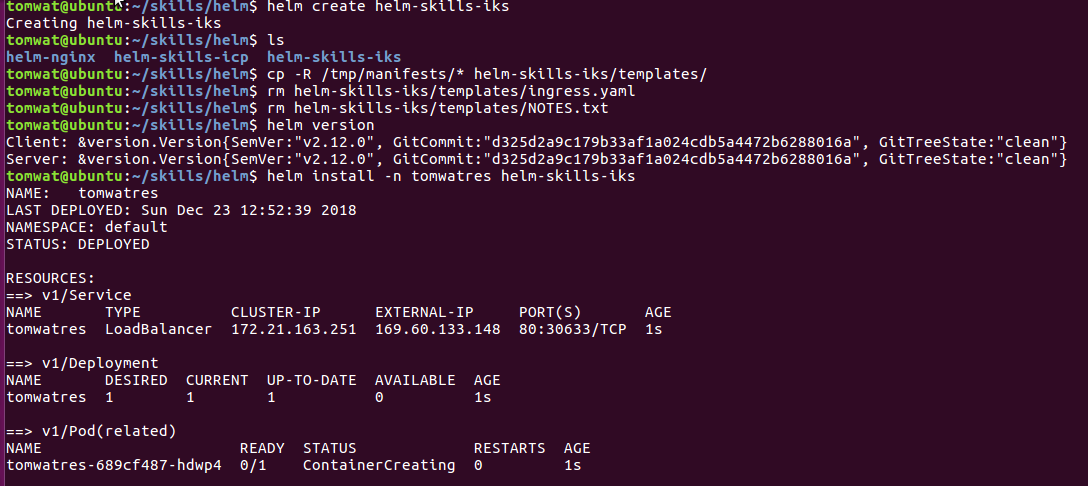 tomwat@ubuntu:~/skills/helm$ helm create helm-skills-iks
Creating helm-skills-iks
tomwat@ubuntu:~/skills/helm$ ls
helm-nginx  helm-skills-icp  helm-skills-iks
tomwat@ubuntu:~/skills/helm$ cp -R /tmp/manifests/* helm-skills-iks/templates/
tomwat@ubuntu:~/skills/helm$ rm helm-skills-iks/templates/ingress.yaml
tomwat@ubuntu:~/skills/helm$ rm helm-skills-iks/templates/NOTES.txt
tomwat@ubuntu:~/skills/helm$ helm version
Client: &version.Version{SemVer:"v2.12.0", GitCommit:"d325d2a9c179b33af1a024cdb5a4472b6288016a", GitTreeState:"clean"}
Server: &version.Version{SemVer:"v2.12.0", GitCommit:"d325d2a9c179b33af1a024cdb5a4472b6288016a", GitTreeState:"clean"}
tomwat@ubuntu:~/skills/helm$ helm install -n tomwatres helm-skills-iks
NAME:   tomwatres
LAST DEPLOYED: Sun Dec 23 12:52:39 2018
NAMESPACE: default
STATUS: DEPLOYED

RESOURCES:
==> v1/Service
NAME       TYPE          CLUSTER-IP      EXTERNAL-IP     PORT(S)       AGE
tomwatres  LoadBalancer  172.21.163.251  169.60.133.148  80:30633/TCP  1s

==> v1/Deployment
NAME       DESIRED  CURRENT  UP-TO-DATE  AVAILABLE  AGE
tomwatres  1        1        1           0          1s

==> v1/Pod(related)
NAME                      READY  STATUS             RESTARTS  AGE
tomwatres-689cf487-hdwp4  0/1    ContainerCreating  0         1s